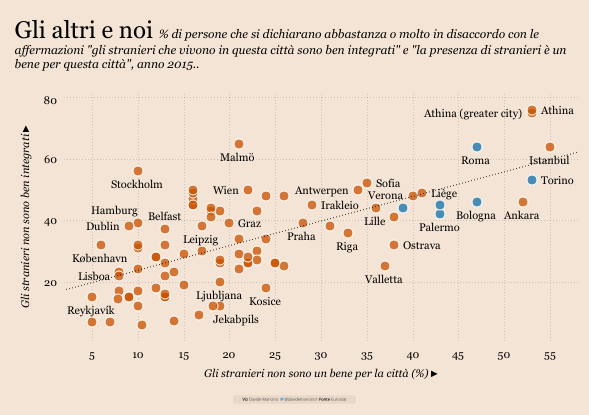 Gli altri e noi % di persone che si dichiarano abbastanza o molto in disaccordo con le
affermazioni "gli stranieri che vivono in questa città sono ben integrati" e "la presenza di stranieri è un
bene per questa città", anno 2015..
Gli stranieri non sono ben integrati▶
80
60
40
20
Athina (greater city)
Athina
Malmö
Roma
Istanbul
Stockholm
Wien
Antwerpen
Sofia
Torino
Verona
Liège
Hamburg
Belfast
Irakleio
Dublin
Graz
Lille
Bologna
Ankara
Palermo
København
Leipzig
Praha
Riga
Ostrava
Lisboa
Valletta
Ljubljana
Kosice
Reykjavík
Jekabpils
5
10
15
20
25
30
35
40
45
50
55
Gli stranieri non sono un bene per la città (%) ▶